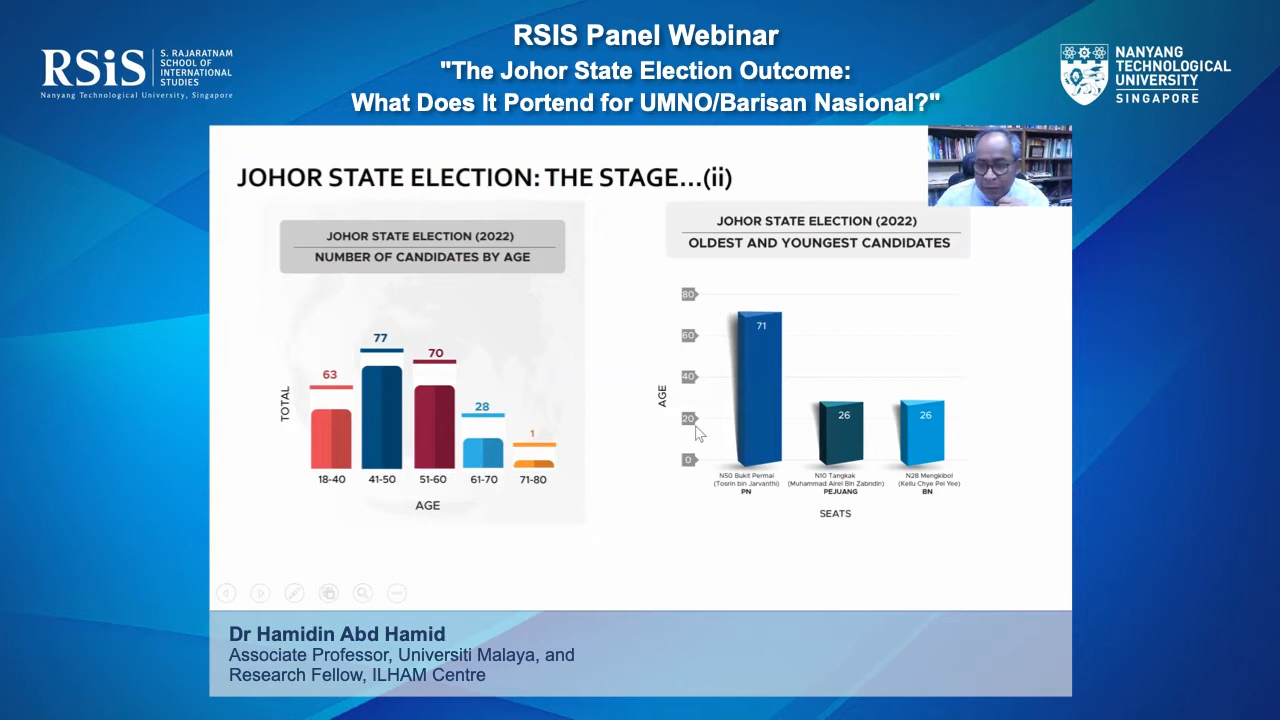 RSiS
S. RAJARATNAM
SCHOOL OF
INTERNATIONAL
STUDIES
Nanyang Technological University, Singapore
RSIS Panel Webinar
"The Johor State Election Outcome:
What Does It Portend for UMNO/Barisan Nasional?"
NANYANG
TECHNOLOGICAL
UNIVERSITY
SINGAPORE
JOHOR STATE ELECTION: THE STAGE...(ii)
JOHOR STATE ELECTION (2022)
NUMBER OF CANDIDATES BY AGE
TOTAL
63
77
70
28
1
18-40
41-50
51-60
61-70
71-80
AGE
JOHOR STATE ELECTION (2022)
OLDEST AND YOUNGEST CANDIDATES
AGE
80
60
40
20
0
71
26
26
N50 Bukit Permai
(Tosrin bin Jarvanthi)
PN
N10 Tangkak
(Muhammad Airel Bin Zabridin)
PEJUANG
N28 Mengkibol
(Kelly Chye Pei Yee)
BN
SEATS
Dr Hamidin Abd Hamid
Associate Professor, Universiti Malaya, and
Research Fellow, ILHAM Centre